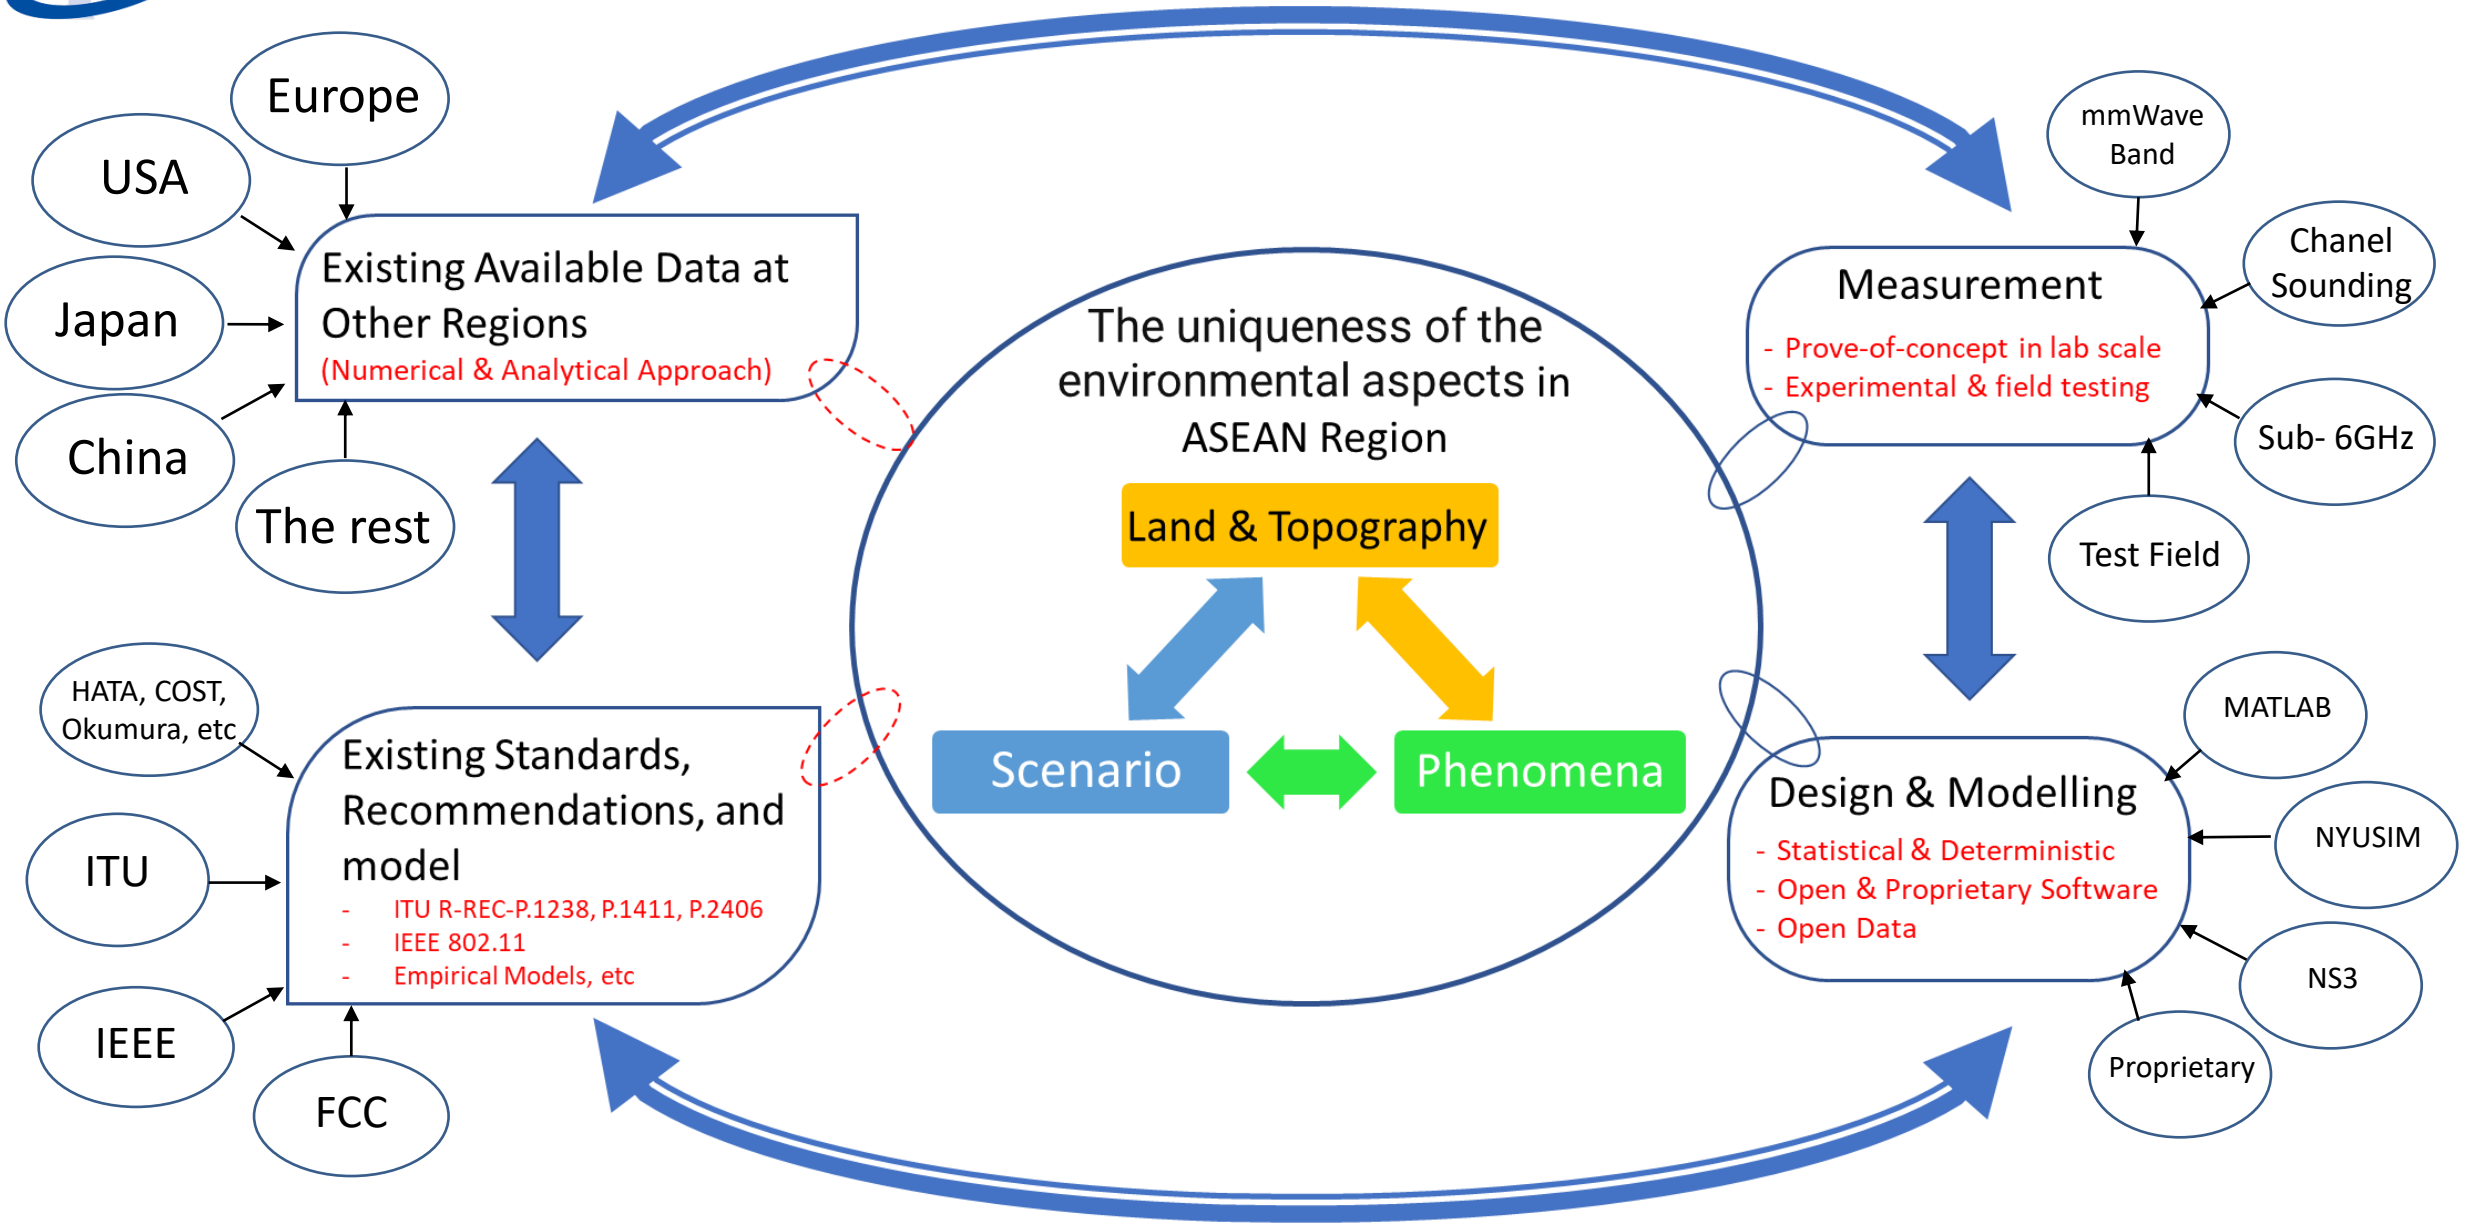 Europe
USA
Japan
China
The rest
Existing Available Data at
Other Regions
(Numerical & Analytical Approach)
HATA, COST,
Okumura, etc
ITU
IEEE
FCC
Existing Standards,
Recommendations, and
model
- ITU R-REC-P.1238, P.1411, P.2406
- IEEE 802.11
- Empirical Models, etc
The uniqueness of the
environmental aspects in
ASEAN Region
Land & Topography
Scenario
Phenomena
mmWave
Band
Chanel
Sounding
Sub- 6GHz
Test Field
Measurement
- Prove-of-concept in lab scale
- Experimental & field testing
MATLAB
NYUSIM
NS3
Proprietary
Design & Modelling
- Statistical & Deterministic
- Open & Proprietary Software
- Open Data